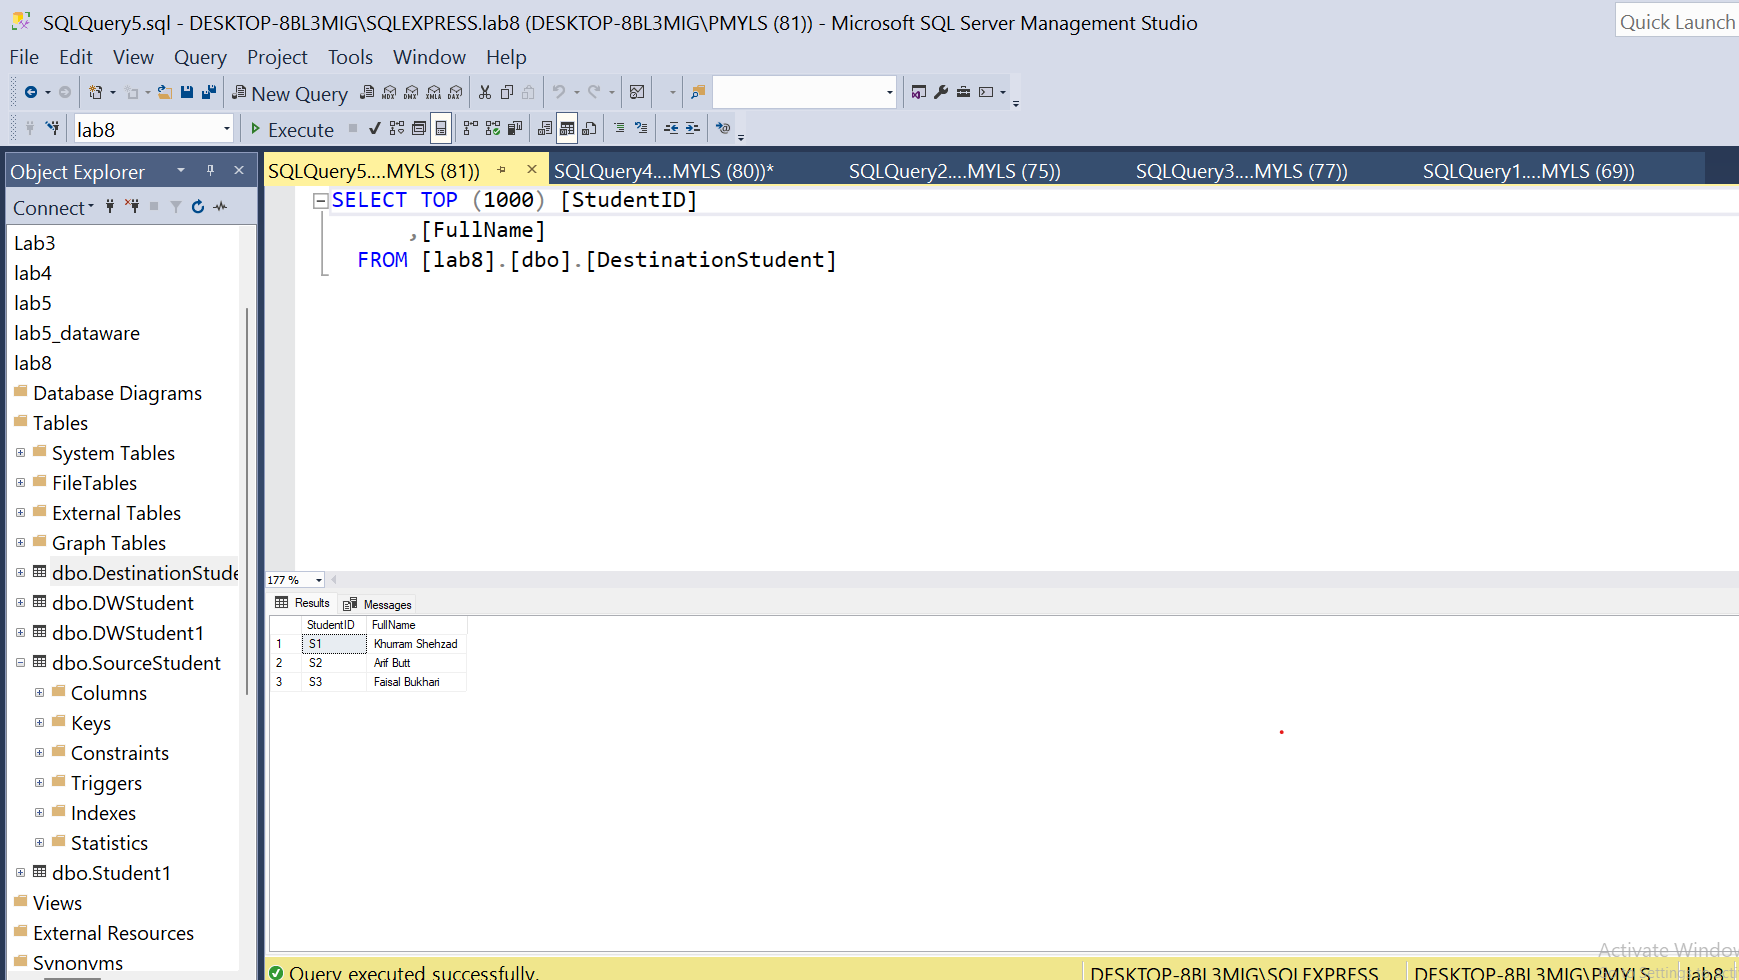 SQLQuery5.sql - DESKTOP-8BL3MIG\SQLEXPRESS.lab8 (DESKTOP-8BL3MIG\PMYLS (81)) - Microsoft SQL Server Management Studio
Quick Launch
File Edit View Query Project Tools Window Help
New Query MDX DMX XMLA DAX
lab8 Execute
Object Explorer
SQLQuery5....MYLS (81)) SQLQuery4....MYLS (80))* SQLQuery2....MYLS (75)) SQLQuery3....MYLS (77)) SQLQuery1....MYLS (69))
Connect
Lab3
lab4
lab5
lab5_dataware
lab8
Database Diagrams
Tables
System Tables
FileTables
External Tables
Graph Tables
dbo.DestinationStude
dbo.DWStudent
dbo.DWStudent1
dbo.SourceStudent
Columns
Keys
Constraints
Triggers
Indexes
Statistics
dbo.Student1
Views
External Resources
Synonyms
SELECT TOP (1000) [StudentID]
,[FullName]
FROM [lab8].[dbo].[DestinationStudent]
177 %
Results Messages
StudentID FullName
1 S1 Khurram Shehzad
2 S2 Arif Butt
3 S3 Faisal Bukhari
Activate Window
Query executed successfully.
DESKTOP-8BL3MIG\SQLEXPRESS DESKTOP-8BL3MIG\PMYLS lab8